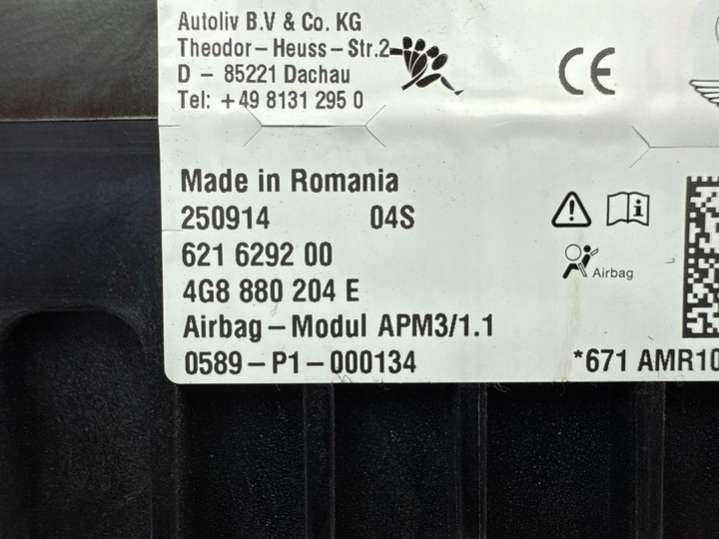 Autoliv B.V & Co. KG
Theodor-Heuss-Str.2
D - 85221 Dachau
Tel: +49 8131 295 0
CE
Made in Romania
250914 04S
621 6292 00
4G8 880 204 E
Airbag
Airbag-Modul APM3/1.1
0589-P1-000134
*671 AMR10